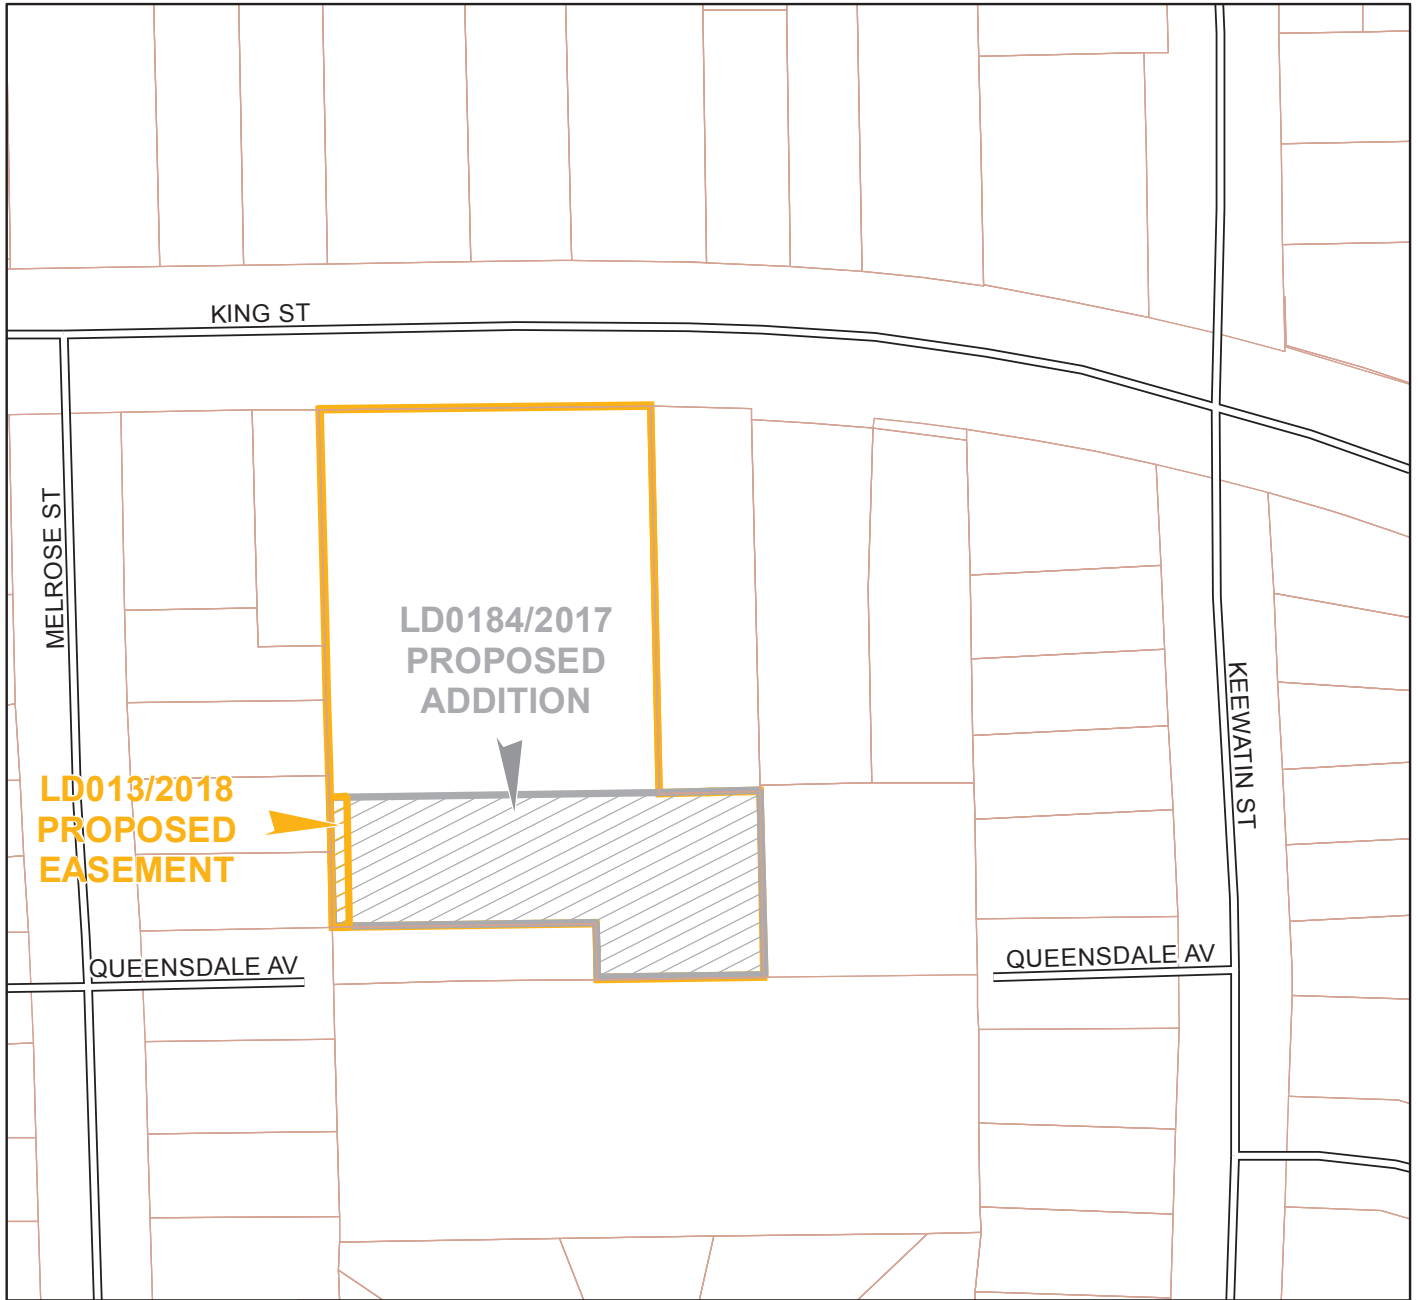 KING ST
MELROSE ST
LD0184/2017
PROPOSED
ADDITION
KEEWATIN ST
LD013/2018
PROPOSED
EASEMENT
QUEENSDALE AV
QUEENSDALE AV